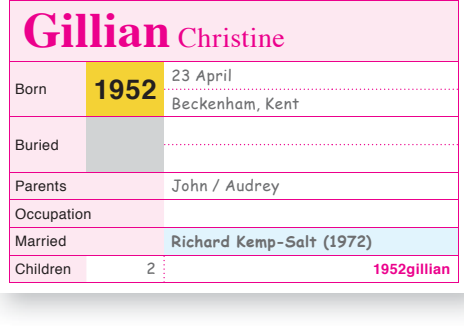 Gillian Christine
Born 1952 23 April
Beckenham, Kent
Buried
Parents John / Audrey
Occupation
Married Richard Kemp-Salt (1972)
Children 2 1952gillian